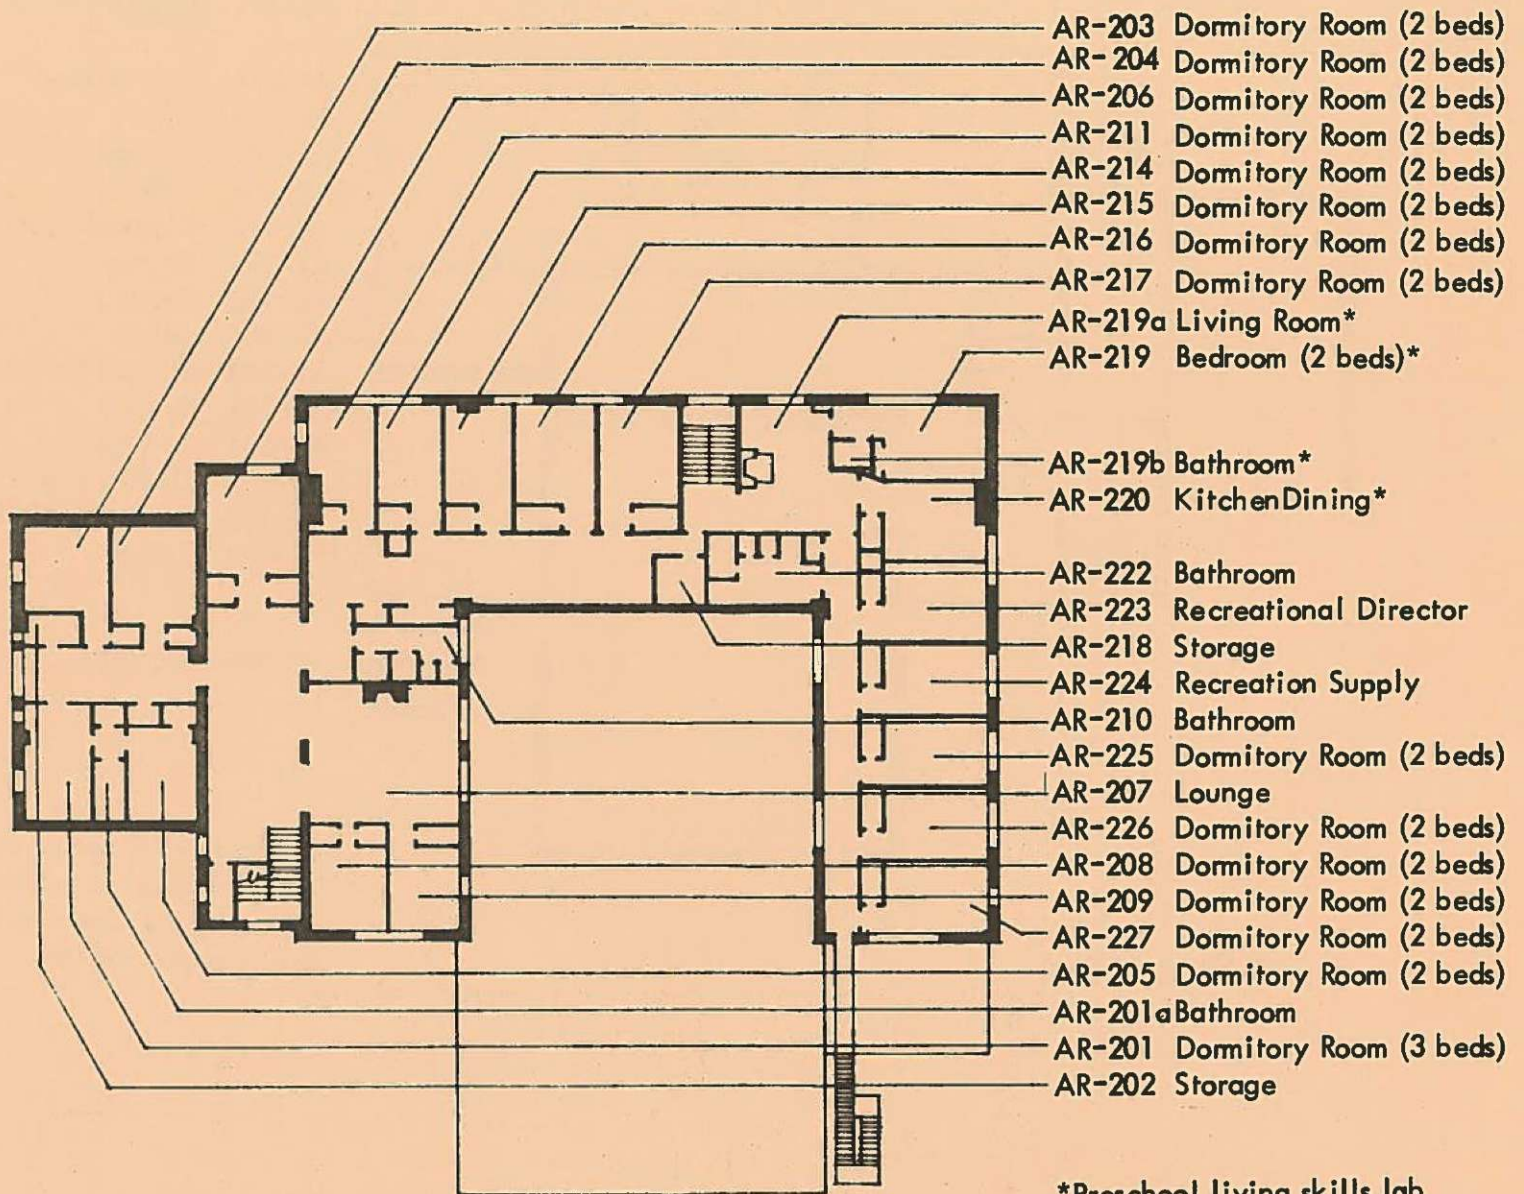 AR-203 Dormitory Room (2 beds)
AR-204 Dormitory Room (2 beds)
AR-206 Dormitory Room (2 beds)
AR-211 Dormitory Room (2 beds)
AR-214 Dormitory Room (2 beds)
AR-215 Dormitory Room (2 beds)
AR-216 Dormitory Room (2 beds)
AR-217 Dormitory Room (2 beds)
AR-219a Living Room*
AR-219 Bedroom (2 beds)*
AR-219b Bathroom*
AR-220 KitchenDining*
AR-222 Bathroom
AR-223 Recreational Director
AR-218 Storage
AR-224 Recreation Supply
AR-210 Bathroom
AR-225 Dormitory Room (2 beds)
AR-207 Lounge
AR-226 Dormitory Room (2 beds)
AR-208 Dormitory Room (2 beds)
AR-209 Dormitory Room (2 beds)
AR-227 Dormitory Room (2 beds)
AR-205 Dormitory Room (2 beds)
AR-201a Bathroom
AR-201 Dormitory Room (3 beds)
AR-202 Storage
*Preschool living skills lab